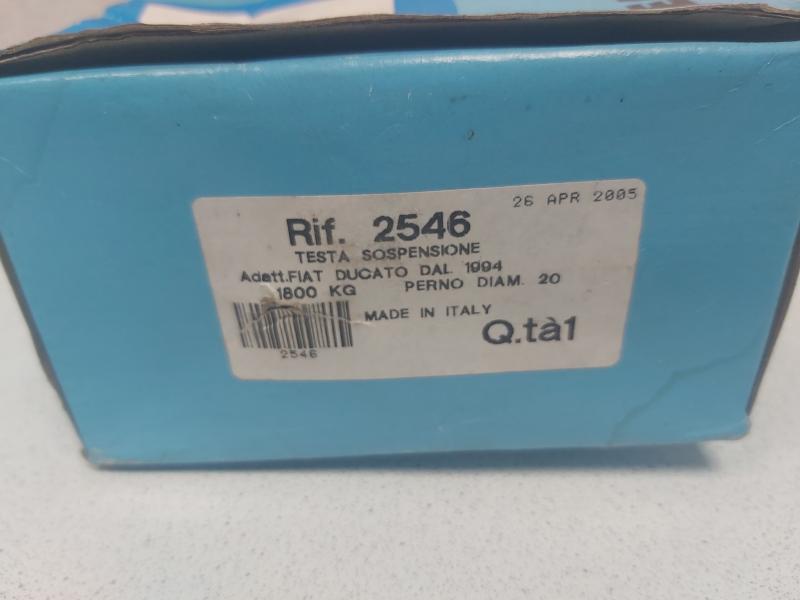 26 APR 2005
Rif. 2546
TESTA SOSPENSIONE
Adatt.FIAT DUCATO DAL 1994
1800 KG PERNO DIAM. 20
MADE IN ITALY
2546
Q.tà1